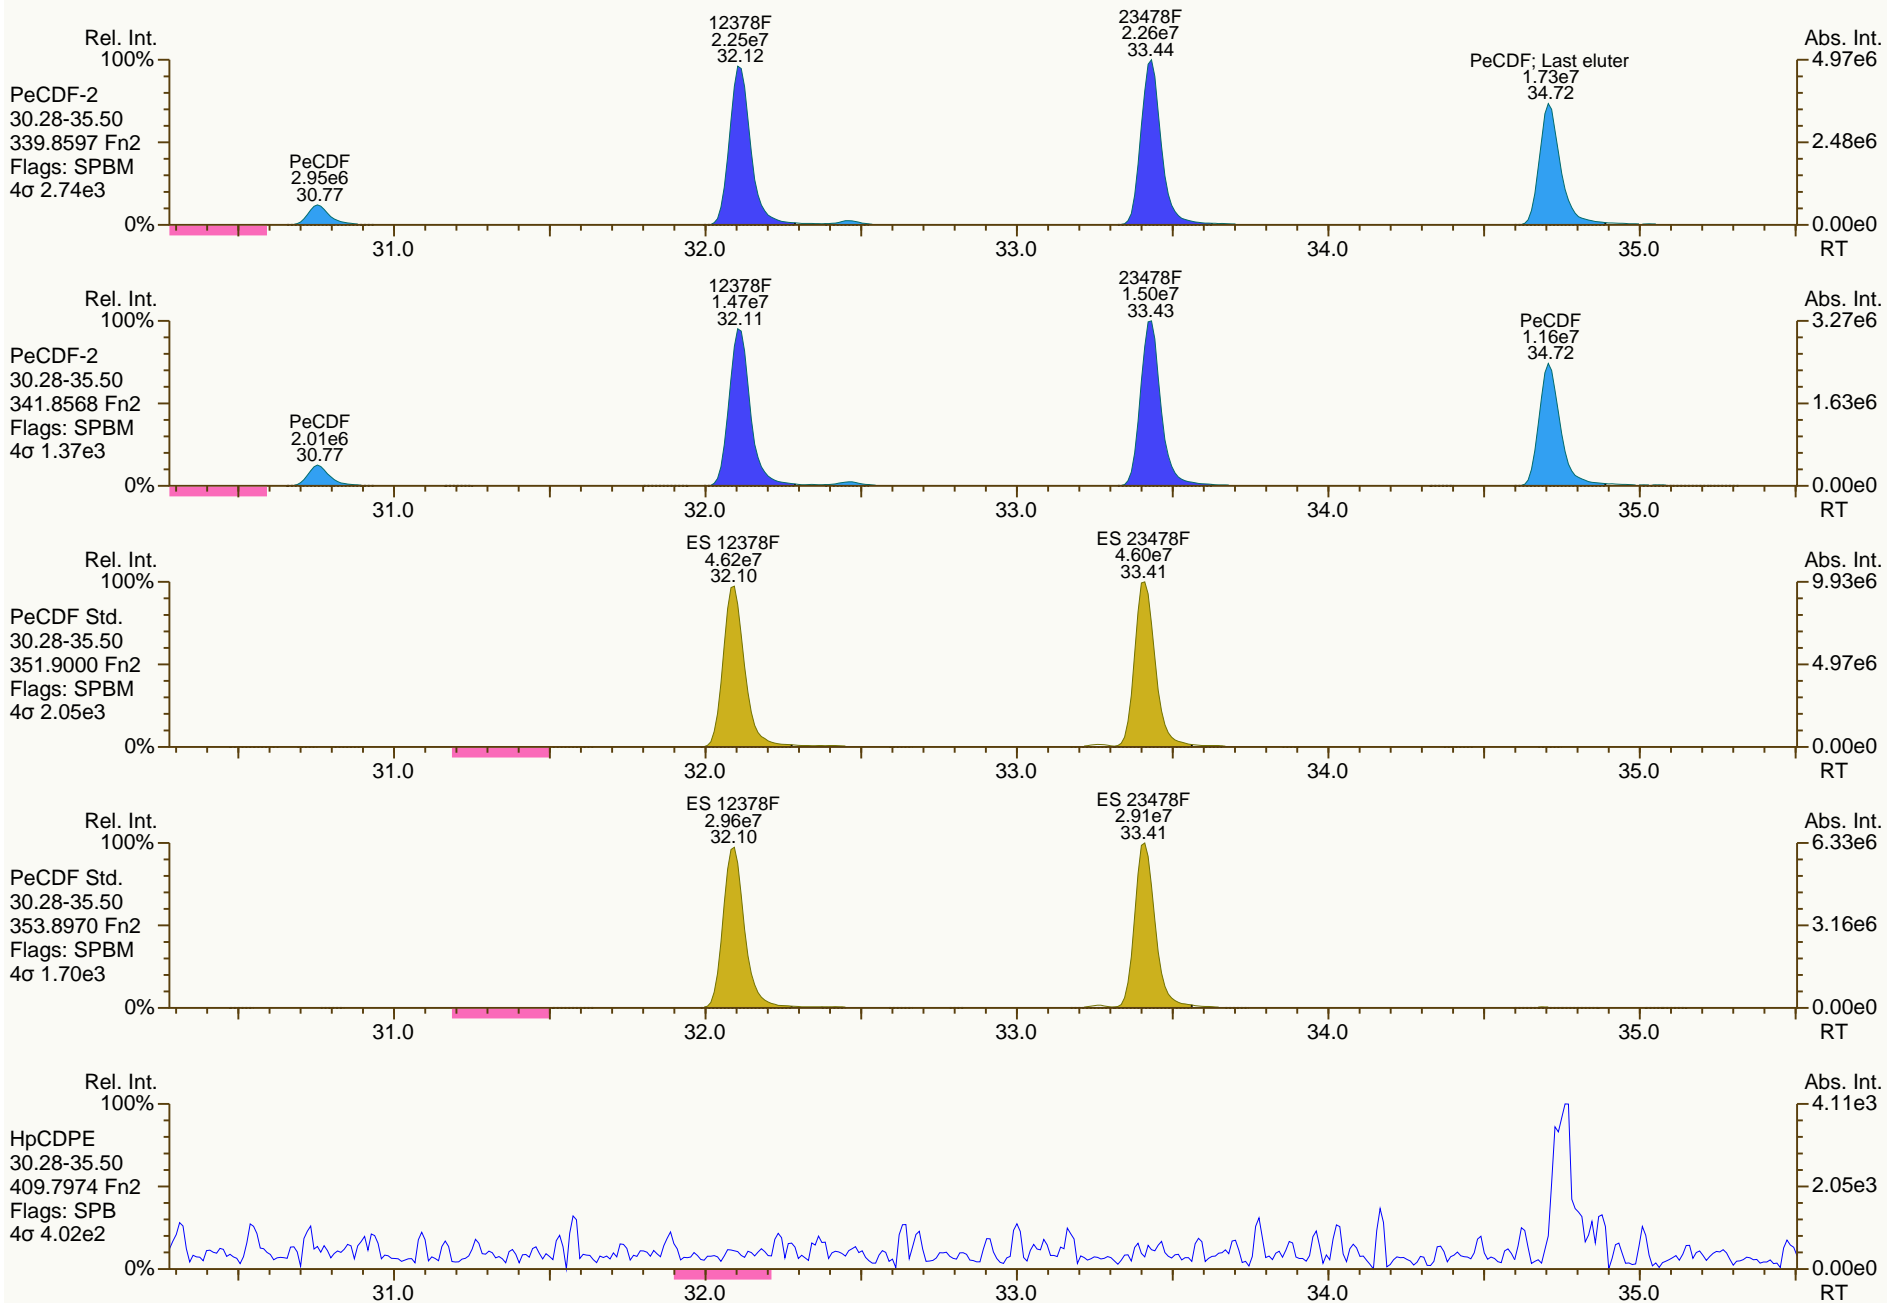 12378F
2.25e7
32.12
23478F
2.26e7
33.44
PeCDF; Last eluter
1.73e7
34.72
PeCDF
2.95e6
30.77
Rel. Int.
100%
0%
Abs. Int.
4.97e6
2.48e6
0.00e0
PeCDF-2
30.28-35.50
339.8597 Fn2
Flags: SPBM
4σ 2.74e3
31.0 32.0 33.0 34.0 35.0 RT
12378F
1.47e7
32.11
23478F
1.50e7
33.43
PeCDF
1.16e7
34.72
PeCDF
2.01e6
30.77
Rel. Int.
100%
0%
Abs. Int.
3.27e6
1.63e6
0.00e0
PeCDF-2
30.28-35.50
341.8568 Fn2
Flags: SPBM
4σ 1.37e3
31.0 32.0 33.0 34.0 35.0 RT
ES 12378F
4.62e7
32.10
ES 23478F
4.60e7
33.41
Rel. Int.
100%
0%
Abs. Int.
9.93e6
4.97e6
0.00e0
PeCDF Std.
30.28-35.50
351.9000 Fn2
Flags: SPBM
4σ 2.05e3
31.0 32.0 33.0 34.0 35.0 RT
ES 12378F
2.96e7
32.10
ES 23478F
2.91e7
33.41
Rel. Int.
100%
0%
Abs. Int.
6.33e6
3.16e6
0.00e0
PeCDF Std.
30.28-35.50
353.8970 Fn2
Flags: SPBM
4σ 1.70e3
31.0 32.0 33.0 34.0 35.0 RT
Rel. Int.
100%
0%
Abs. Int.
4.11e3
2.05e3
0.00e0
HpCDPE
30.28-35.50
409.7974 Fn2
Flags: SPB
4σ 4.02e2
31.0 32.0 33.0 34.0 35.0 RT